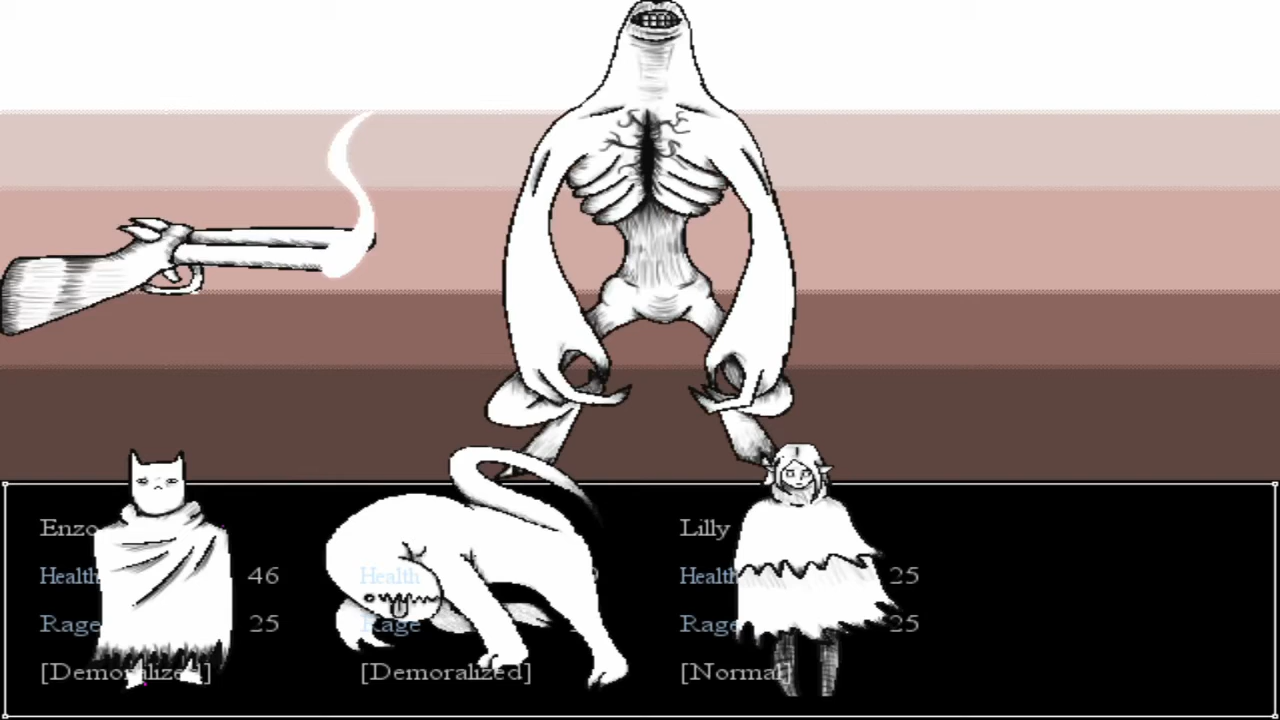 Enzo
Health 46
Rage 25
[Demoralized]
Health
Rage
[Demoralized]
Lilly
Health 25
Rage 25
[Normal]